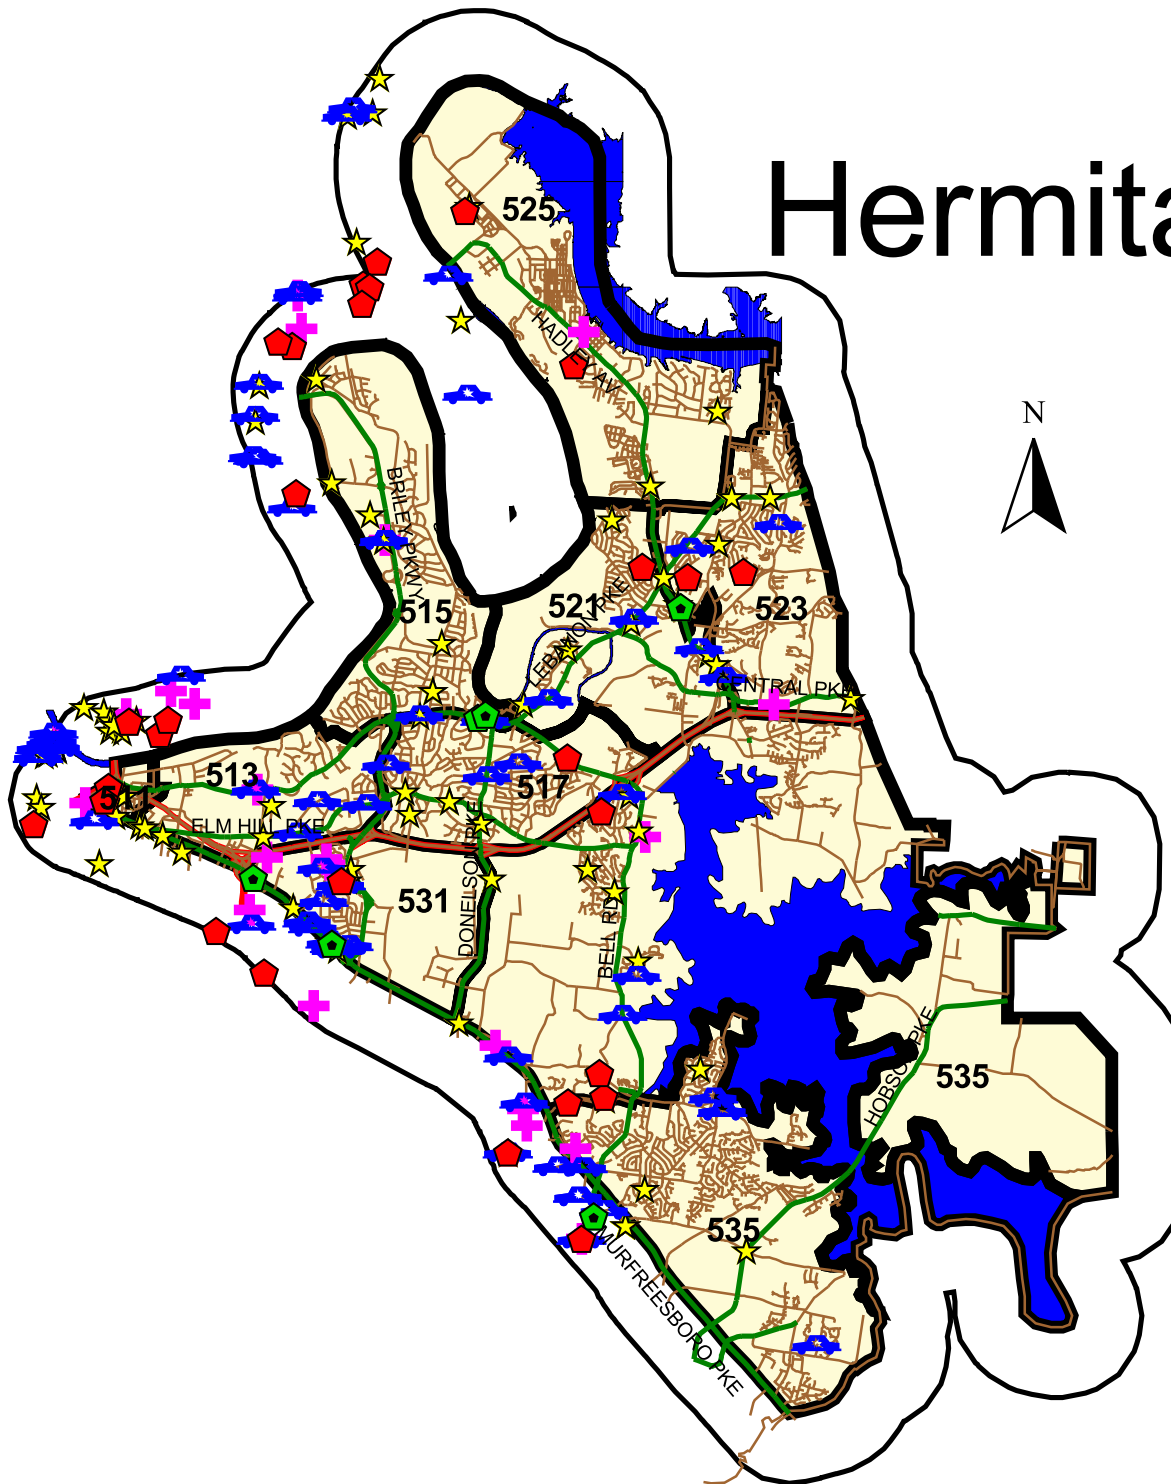 Hermita
525
HADLEY AV
N
BRILEY PKWY
515
521
LEBANON PKE
523
CENTRAL PKE
513
517
511
ELM HILL PKE
DONELSON PKE
531
BELL RD
HOBSON PKE
535
535
MURFREESBORO PKE